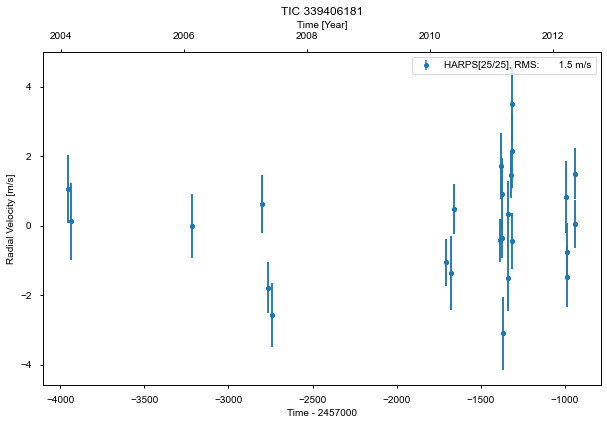 TIC 339406181
Time [Year]
2004 2006 2008 2010 2012
HARPS[25/25], RMS: 1.5 m/s
4
2
0
−2
−4
Radial Velocity [m/s]
−4000 −3500 −3000 −2500 −2000 −1500 −1000
Time - 2457000